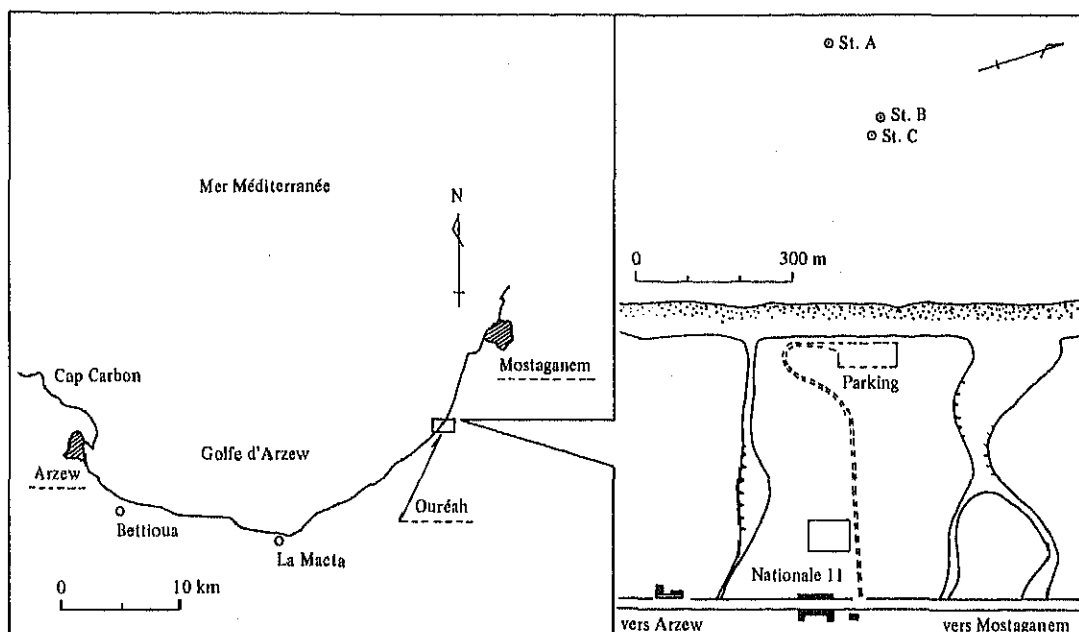 Mer Méditerranée
N
Cap Carbon
Mostaganem
Golfe d'Arzew
Arzew
Ouréah
Bettioua
La Macta
0 10 km
St. A
St. B
St. C
0 300 m
Parking
Nationale 11
vers Arzew
vers Mostaganem